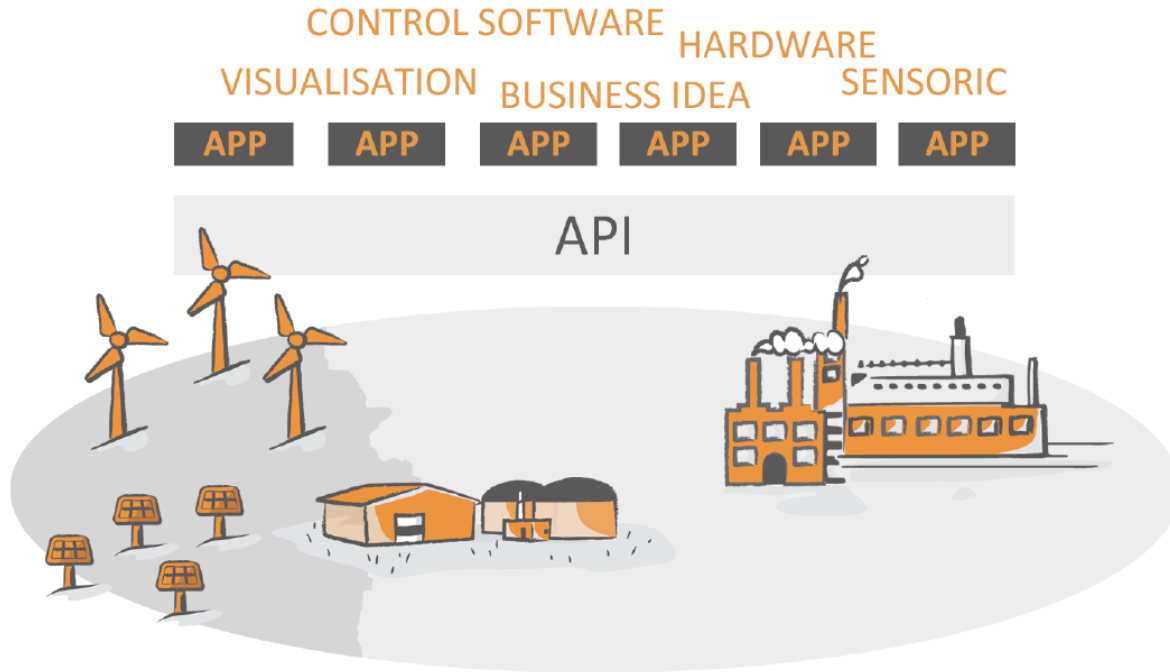 CONTROL SOFTWARE
HARDWARE
VISUALISATION
BUSINESS IDEA
SENSORIC
APP APP APP APP APP APP
API